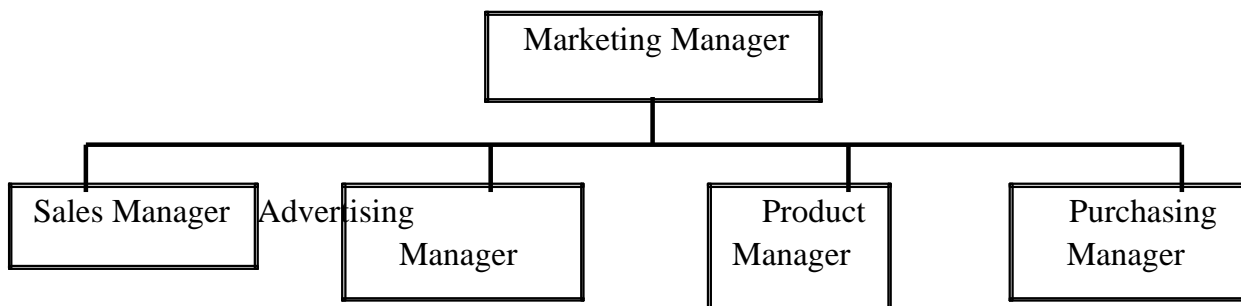 Marketing Manager
Sales Manager Advertising Product Purchasing
Manager Manager Manager